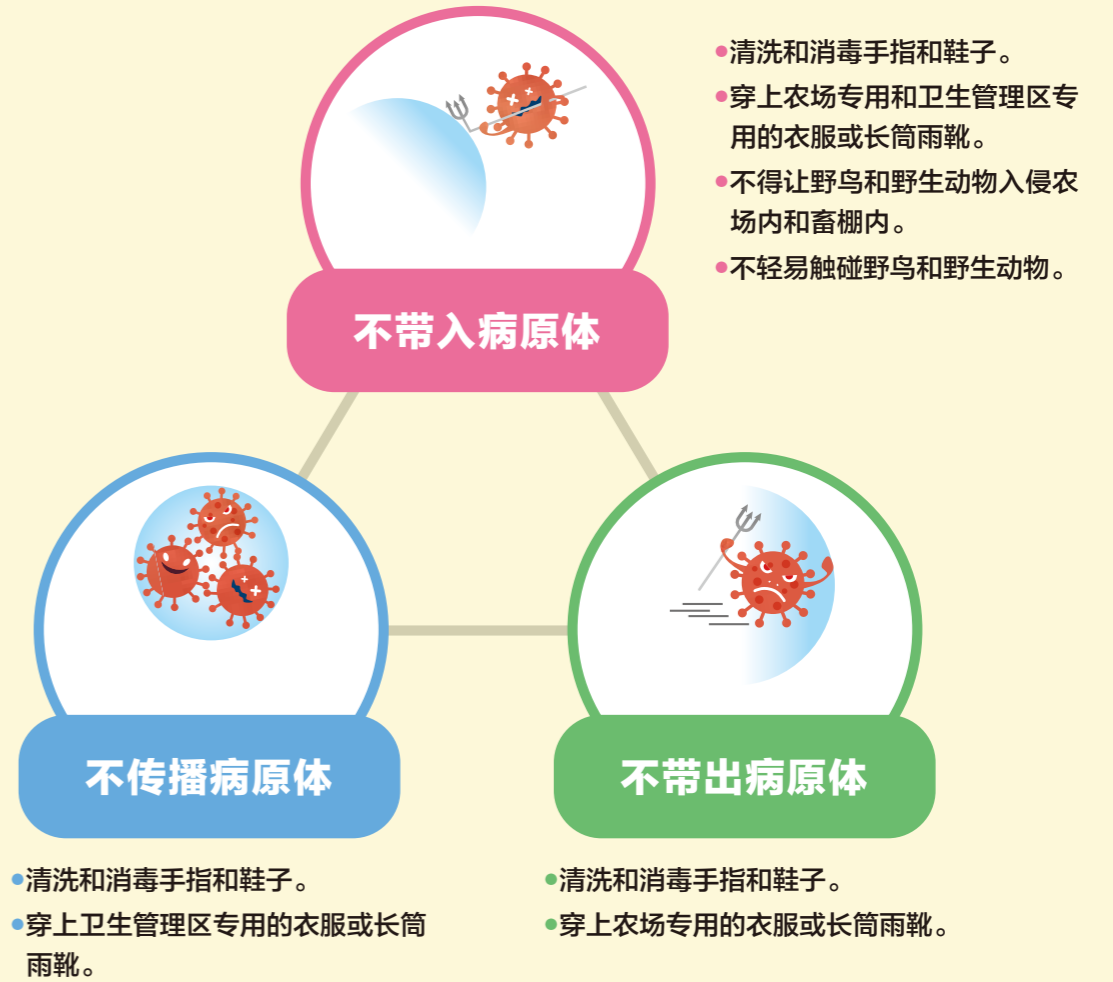 不带入病原体
●清洗和消毒手指和鞋子。
●穿上农场专用和卫生管理区专
用的衣服或长筒雨靴。
●不得让野鸟和野生动物入侵农
场内和畜棚内。
●不轻易触碰野鸟和野生动物。
不传播病原体
●清洗和消毒手指和鞋子。
●穿上卫生管理区专用的衣服或长筒
雨靴。
不带出病原体
●清洗和消毒手指和鞋子。
●穿上农场专用的衣服或长筒雨靴。